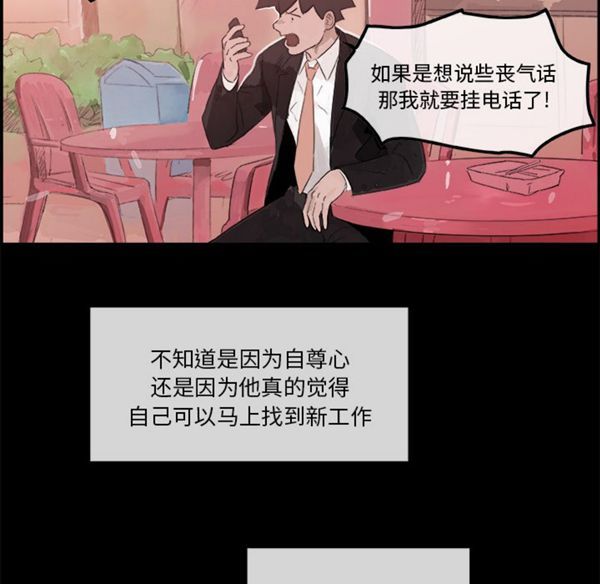 如果是想说些丧气话
那我就要挂电话了!
不知道是因为自尊心
还是因为他真的觉得
自己可以马上找到新工作